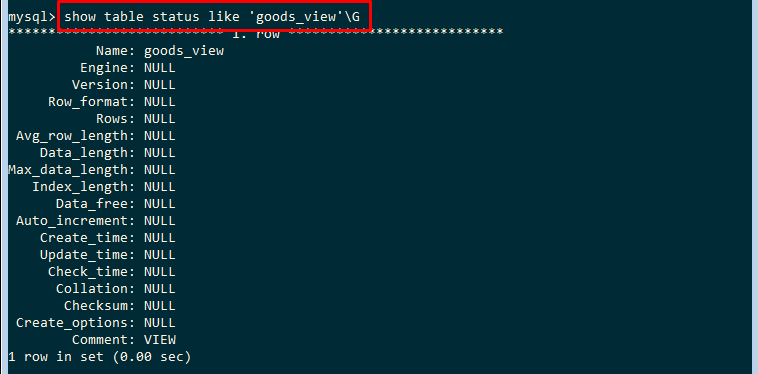 mysql> show table status like 'goods_view'\G
*************************** 1. row ***************************
Name: goods_view
Engine: NULL
Version: NULL
Row_format: NULL
Rows: NULL
Avg_row_length: NULL
Data_length: NULL
Max_data_length: NULL
Index_length: NULL
Data_free: NULL
Auto_increment: NULL
Create_time: NULL
Update_time: NULL
Check_time: NULL
Collation: NULL
Checksum: NULL
Create_options: NULL
Comment: VIEW
1 row in set (0.00 sec)